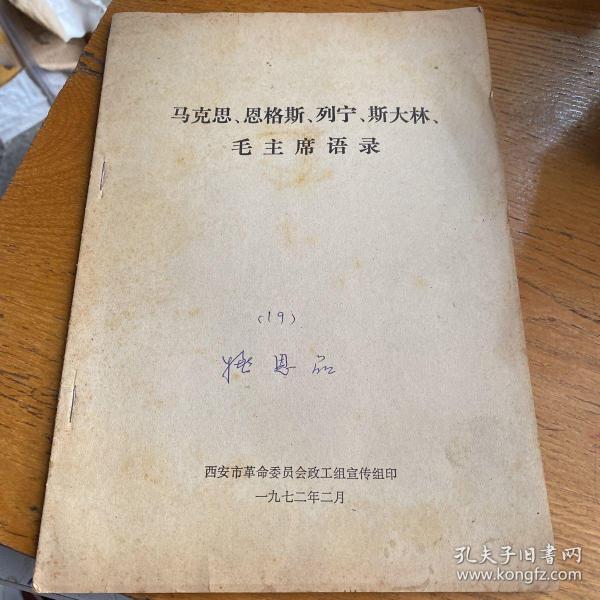 马克思、恩格斯、列宁、斯大林、
毛主席语录
(19)
恩品
西安市革命委员会政工组宣传组印
一九七二年二月
孔夫子旧书网
www.kongfz.com